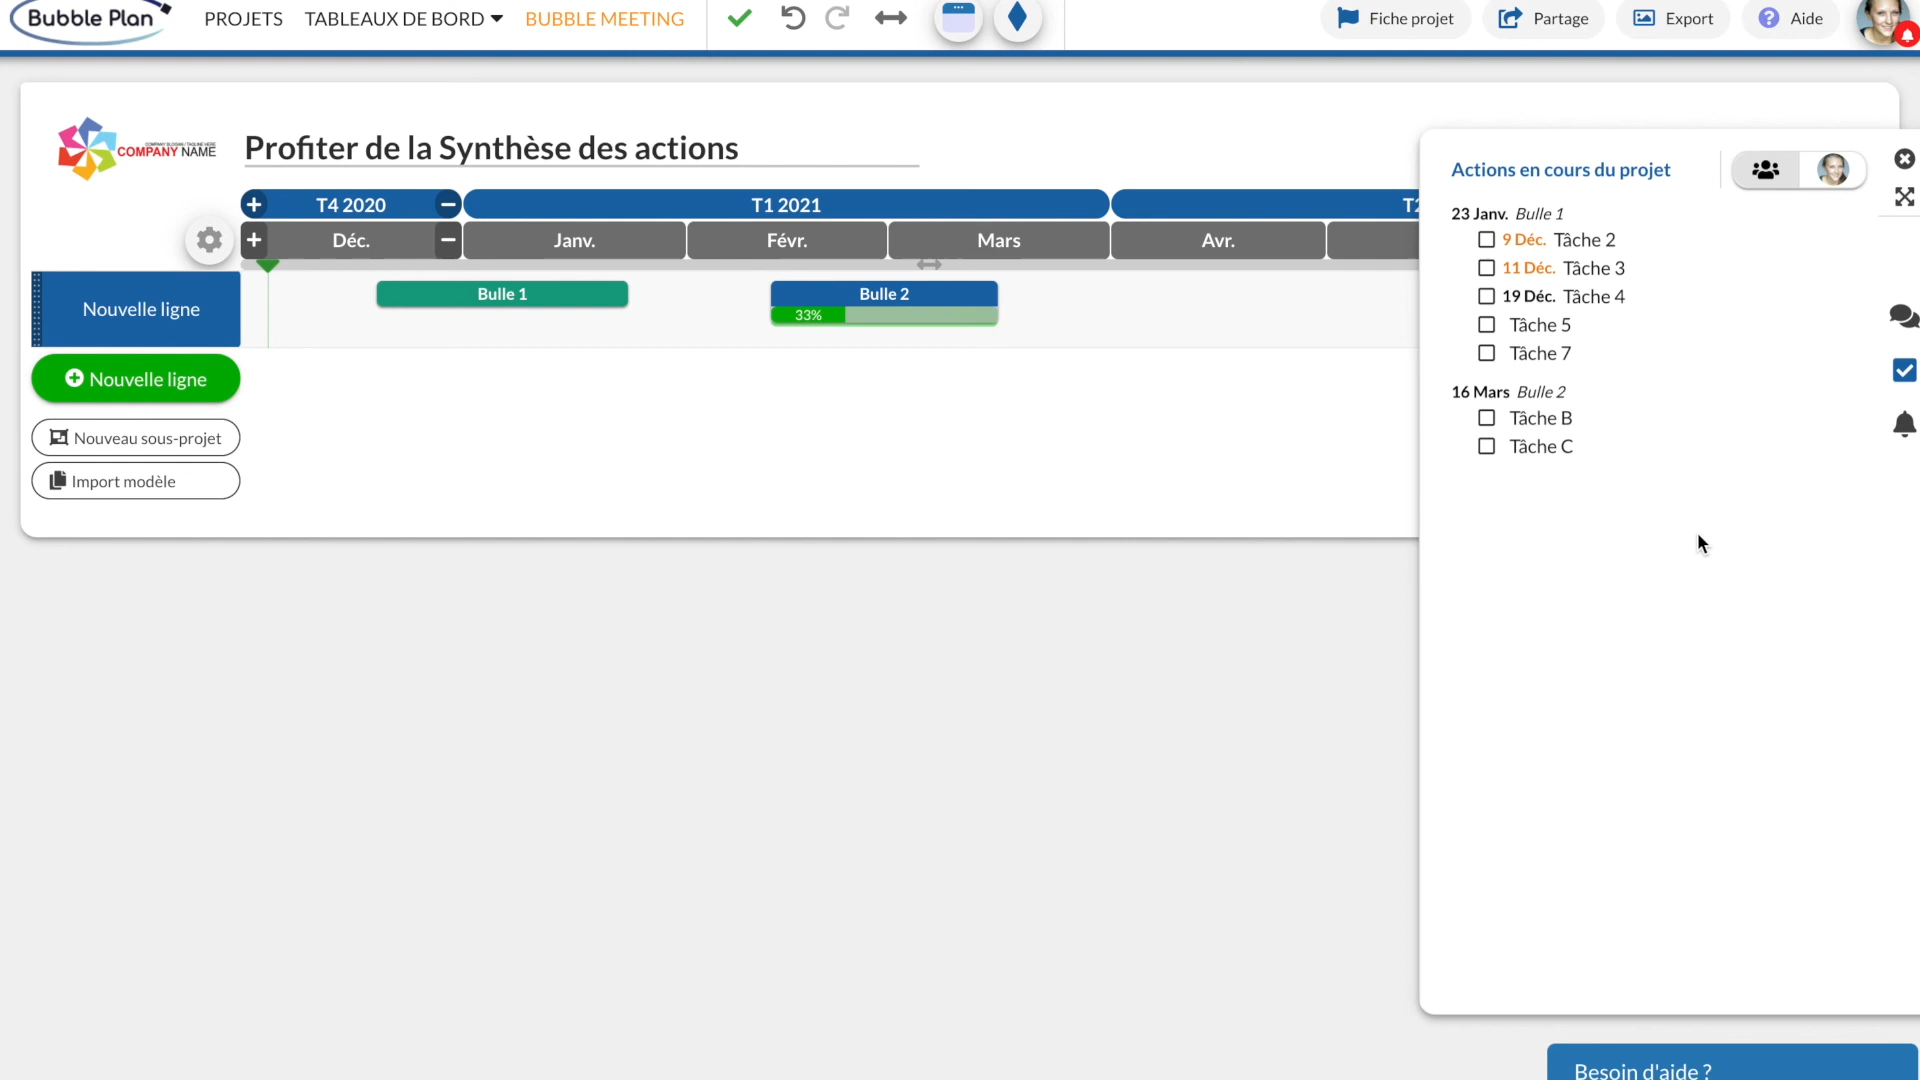 Bubble Plan
PROJETS
TABLEAUX DE BORD
BUBBLE MEETING
Fiche projet
Partage
Export
? Aide
COMPANY NAME
Profiter de la Synthèse des actions
Actions en cours du projet
+ T4 2020 −
T1 2021
T2
+ Déc. −
Janv.
Févr.
Mars
Avr.
Nouvelle ligne
Bulle 1
Bulle 2
33%
Nouvelle ligne
Nouveau sous-projet
Import modèle
23 Janv. Bulle 1
9 Déc. Tâche 2
11 Déc. Tâche 3
19 Déc. Tâche 4
Tâche 5
Tâche 7
16 Mars Bulle 2
Tâche B
Tâche C
Besoin d'aide ?